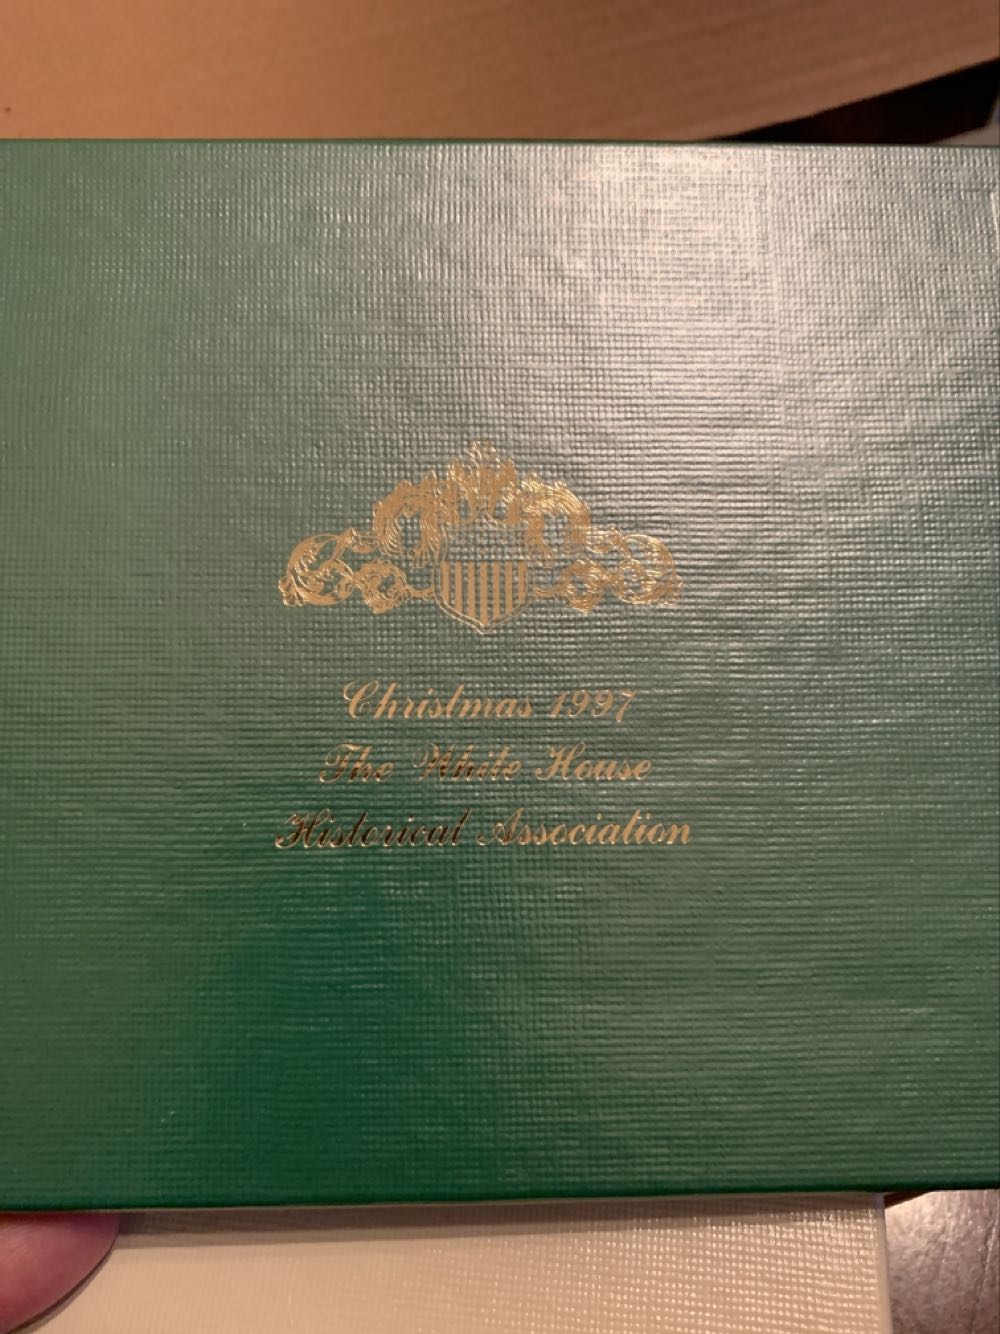 Christmas 1997
The White House
Historical Association